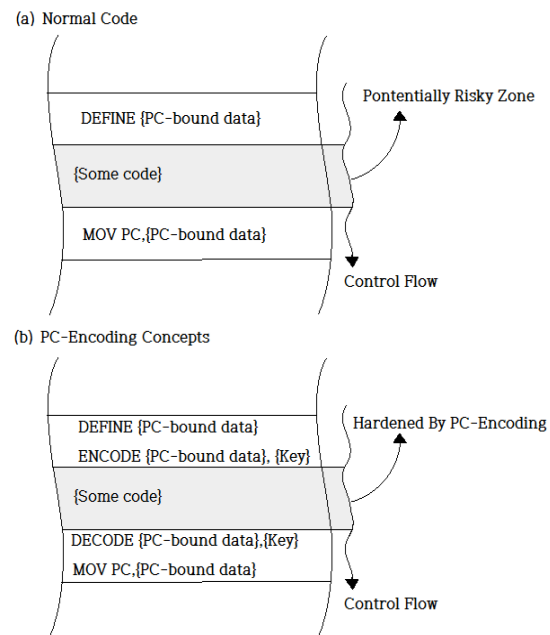 (a) Normal Code
Pontentially Risky Zone
DEFINE {PC-bound data}
{Some code}
MOV PC,{PC-bound data}
Control Flow
(b) PC-Encoding Concepts
Hardened By PC-Encoding
DEFINE {PC-bound data}
ENCODE {PC-bound data}, {Key}
{Some code}
DECODE {PC-bound data},{Key}
MOV PC,{PC-bound data}
Control Flow